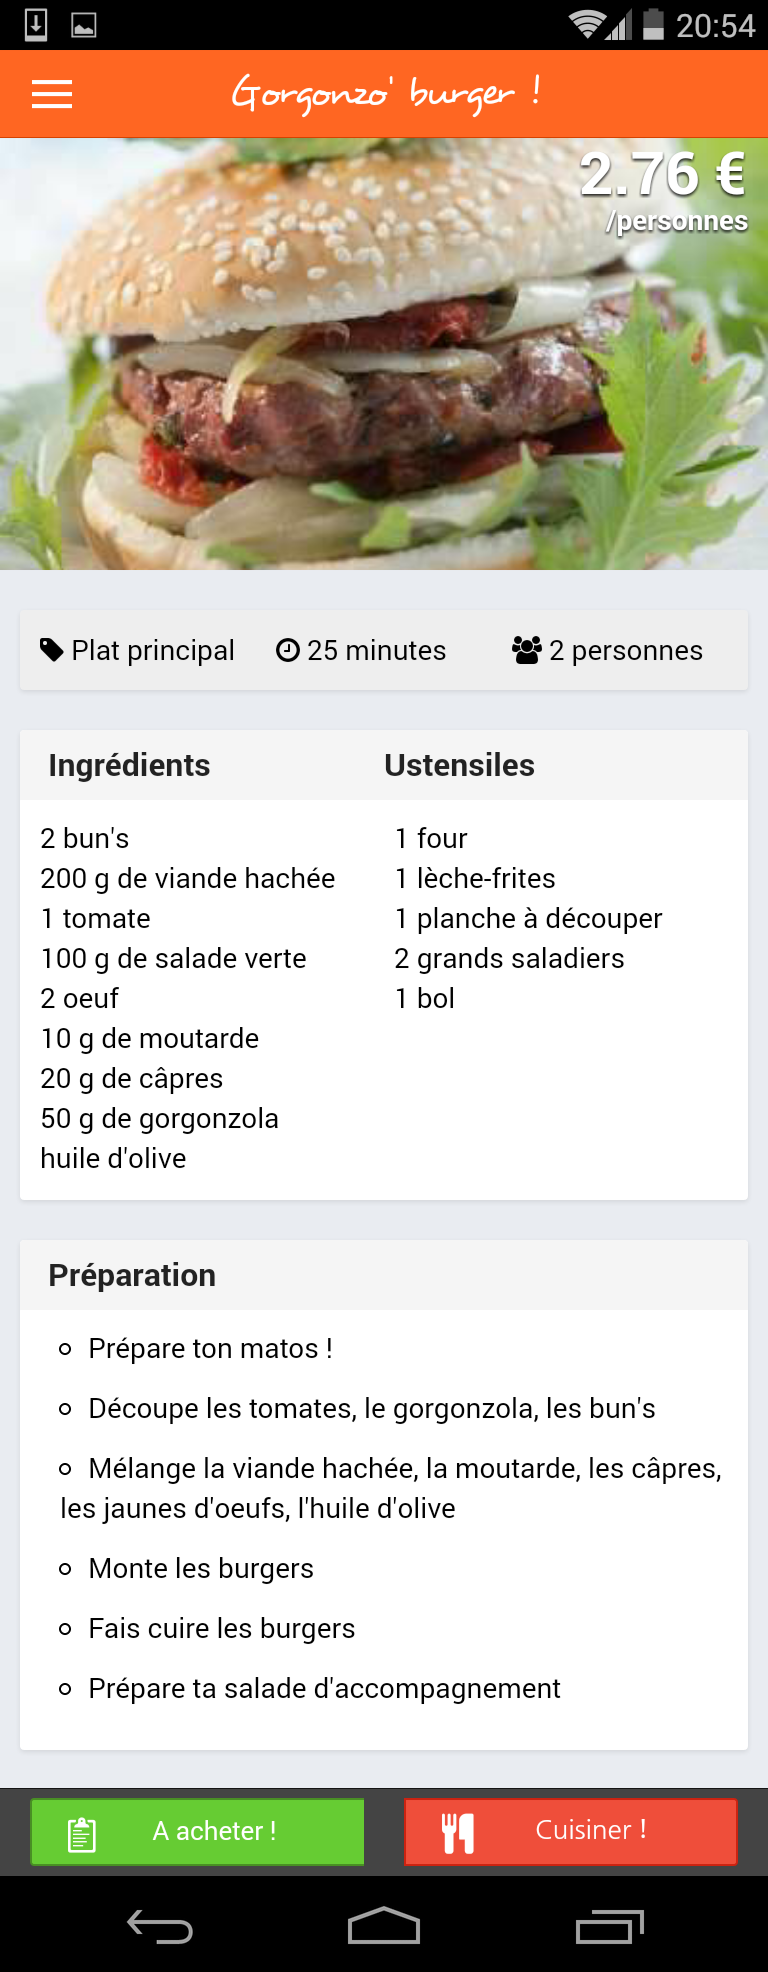 20:54
Gorgonzo' burger !
2.76 €
/personnes
Plat principal 25 minutes 2 personnes
Ingrédients
2 bun's
200 g de viande hachée
1 tomate
100 g de salade verte
2 oeuf
10 g de moutarde
20 g de câpres
50 g de gorgonzola
huile d'olive
Ustensiles
1 four
1 lèche-frites
1 planche à découper
2 grands saladiers
1 bol
Préparation
Prépare ton matos !
Découpe les tomates, le gorgonzola, les bun's
Mélange la viande hachée, la moutarde, les câpres,
les jaunes d'oeufs, l'huile d'olive
Monte les burgers
Fais cuire les burgers
Prépare ta salade d'accompagnement
A acheter !
Cuisiner !